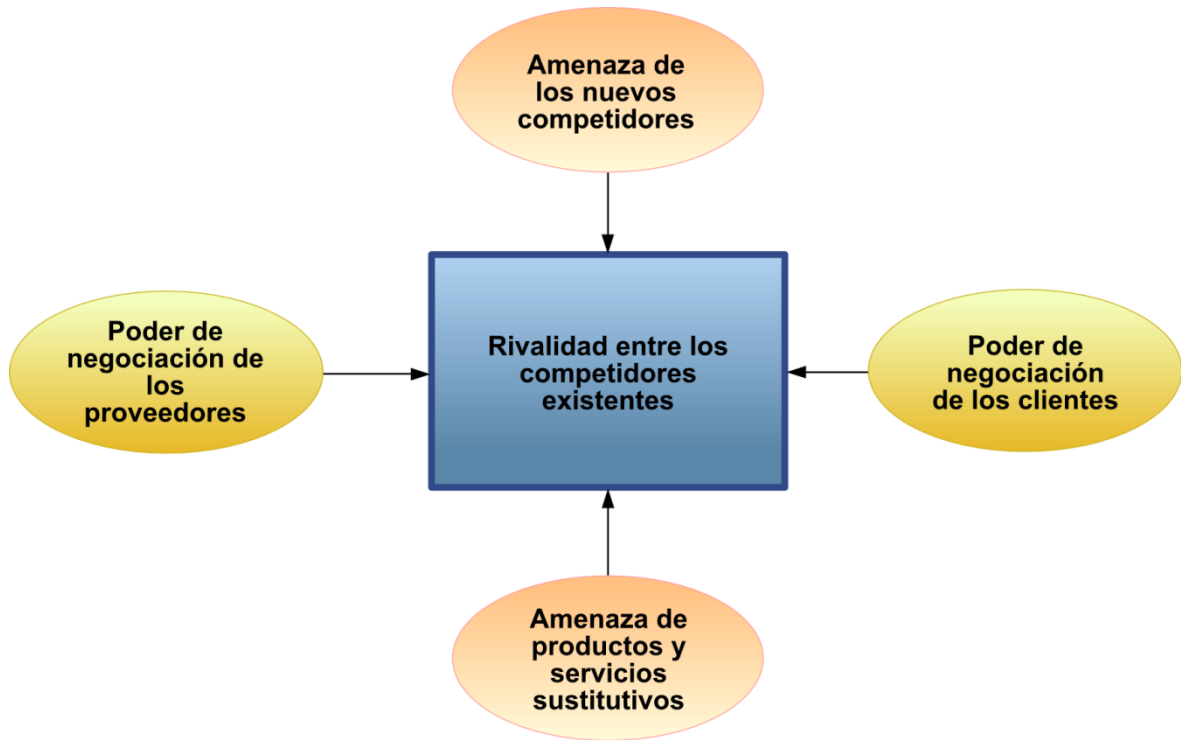 Amenaza de
los nuevos
competidores
Poder de
negociación de
los
proveedores
Rivalidad entre los
competidores
existentes
Poder de
negociación
de los clientes
Amenaza de
productos y
servicios
sustitutivos